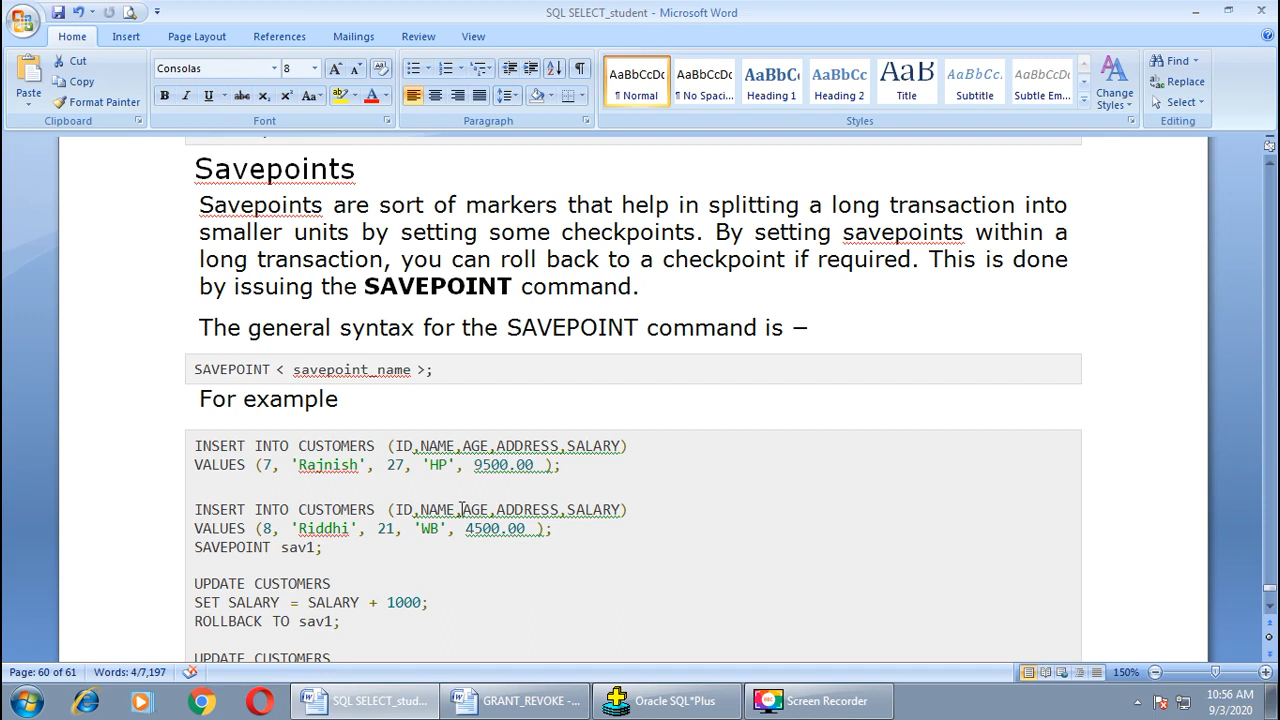 SQL SELECT_student - Microsoft Word
Home Insert Page Layout References Mailings Review View
Paste
Cut
Copy
Format Painter
Clipboard
Consolas 8
B I U abc X₂ X² Aa
Font
Paragraph
AaBbCcDc AaBbCcDc AaBbC AaBbCc AaB AaBbCc. AaBbCcDc
¶ Normal ¶ No Spaci... Heading 1 Heading 2 Title Subtitle Subtle Em...
Styles
Change Styles
Find
Replace
Select
Editing
Savepoints
Savepoints are sort of markers that help in splitting a long transaction into
smaller units by setting some checkpoints. By setting savepoints within a
long transaction, you can roll back to a checkpoint if required. This is done
by issuing the SAVEPOINT command.
The general syntax for the SAVEPOINT command is −
SAVEPOINT < savepoint_name >;
For example
INSERT INTO CUSTOMERS (ID,NAME,AGE,ADDRESS,SALARY)
VALUES (7, 'Rajnish', 27, 'HP', 9500.00 );
INSERT INTO CUSTOMERS (ID,NAME,AGE,ADDRESS,SALARY)
VALUES (8, 'Riddhi', 21, 'WB', 4500.00 );
SAVEPOINT sav1;
UPDATE CUSTOMERS
SET SALARY = SALARY + 1000;
ROLLBACK TO sav1;
UPDATE CUSTOMERS
Page: 60 of 61 Words: 4/7,197 150%
SQL SELECT_stud... GRANT_REVOKE -... Oracle SQL*Plus Screen Recorder
10:56 AM
9/3/2020